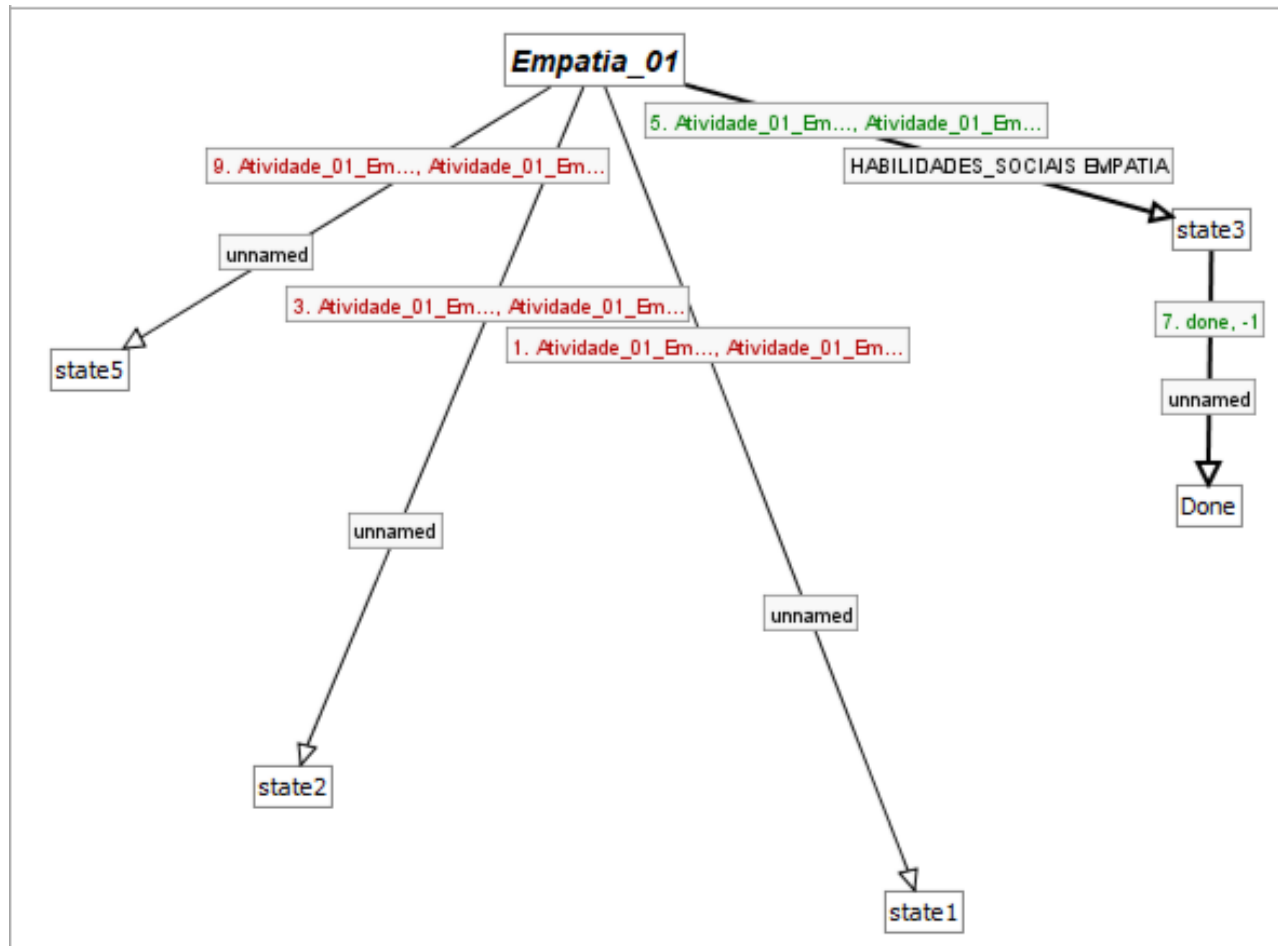 Empatia_01
5. Atividade_01_Em..., Atividade_01_Em...
9. Atividade_01_Em..., Atividade_01_Em...
HABILIDADES_SOCIAIS EMPATIA
state3
unnamed
3. Atividade_01_Em..., Atividade_01_Em...
7. done, -1
1. Atividade_01_Em..., Atividade_01_Em...
state5
unnamed
Done
unnamed
unnamed
state2
state1